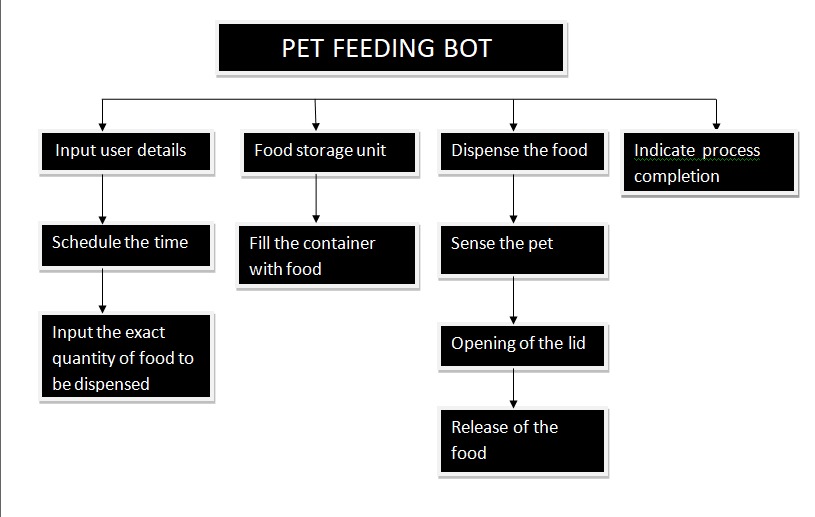 PET FEEDING BOT
Input user details
Food storage unit
Dispense the food
Indicate process
completion
Schedule the time
Fill the container
with food
Sense the pet
Input the exact
quantity of food to
be dispensed
Opening of the lid
Release of the
food